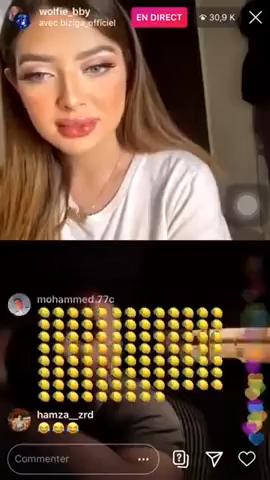 wolfie_bby
avec biziga_officiel
EN DIRECT
30,9 K
mohammed.77c
hamza__zrd
Commenter